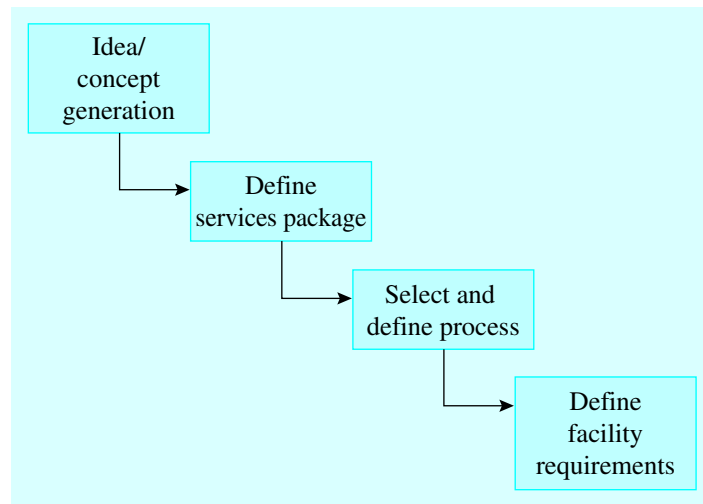 Idea/
concept
generation
Define
services package
Select and
define process
Define
facility
requirements